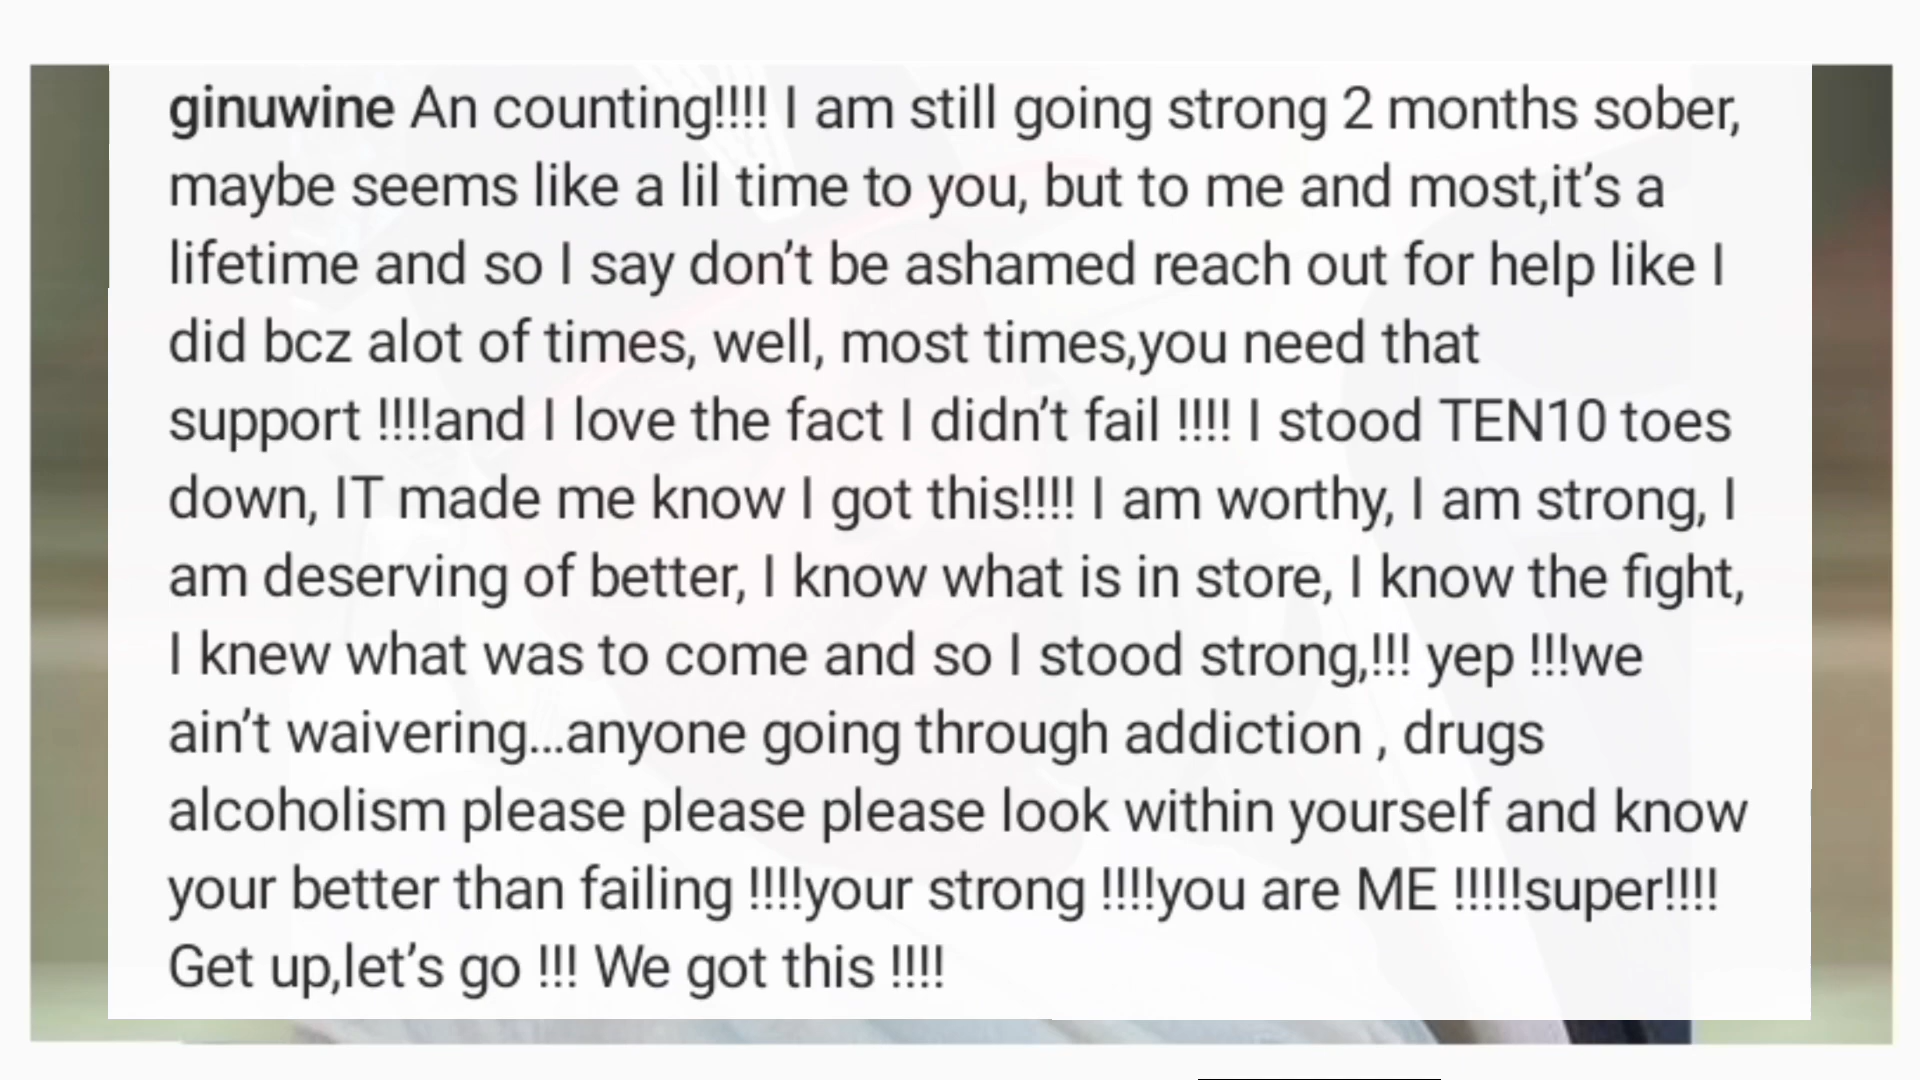 ginuwine An counting!!!! I am still going strong 2 months sober,
maybe seems like a lil time to you, but to me and most,it’s a
lifetime and so I say don’t be ashamed reach out for help like I
did bcz alot of times, well, most times,you need that
support !!!!and I love the fact I didn’t fail !!!! I stood TEN10 toes
down, IT made me know I got this!!!! I am worthy, I am strong, I
am deserving of better, I know what is in store, I know the fight,
I knew what was to come and so I stood strong,!!! yep !!!we
ain’t waivering...anyone going through addiction , drugs
alcoholism please please please look within yourself and know
your better than failing !!!!your strong !!!!you are ME !!!!!super!!!!
Get up,let’s go !!! We got this !!!!